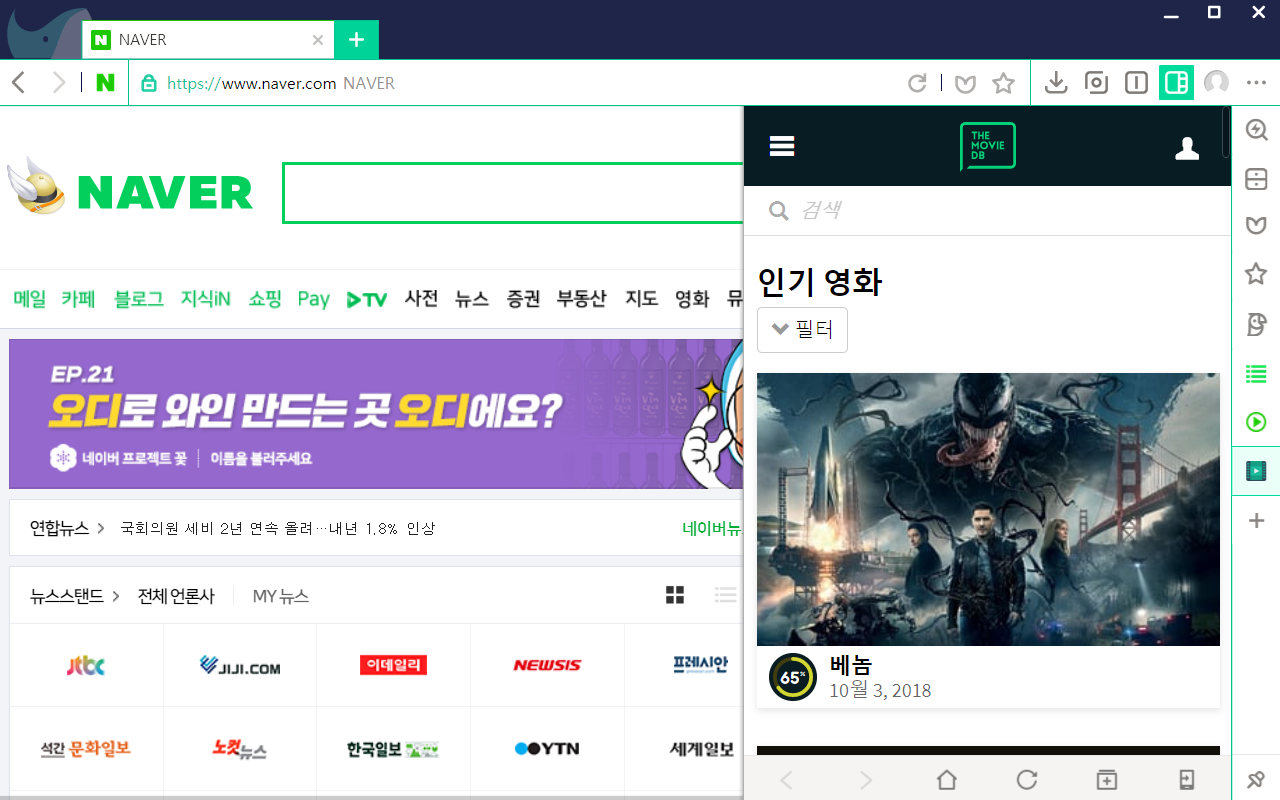 NAVER
https://www.naver.com NAVER
NAVER
메일 카페 블로그 지식iN 쇼핑 Pay TV 사전 뉴스 증권 부동산 지도 영화 뮤
EP.21
오디로 와인 만드는 곳 오디에요?
네이버 프로젝트 꽃 | 이름을 불러주세요
연합뉴스 > 국회의원 세비 2년 연속 올려…내년 1.8% 인상 네이버뉴
뉴스스탠드 > 전체 언론사 MY 뉴스
jtbc JIJI.COM 이데일리 NEWSIS 프레시안
석간 문화일보 노컷뉴스 한국일보 YTN 세계일보
THE
MOVIE
DB
검색
인기 영화
필터
65%
베놈
10월 3, 2018